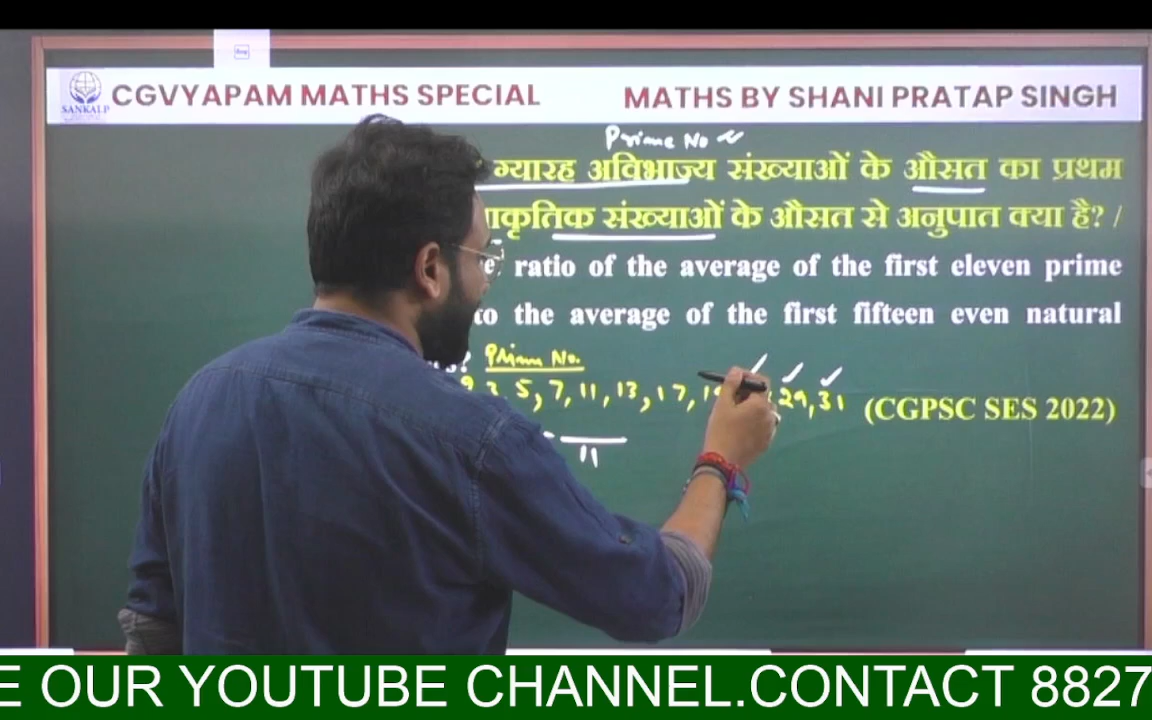 SANKALP
CGVYAPAM MATHS SPECIAL
MATHS BY SHANI PRATAP SINGH
Prime No
ग्यारह अविभाज्य संख्याओं के औसत का प्रथम
ाकृतिक संख्याओं के औसत से अनुपात क्या है? /
ratio of the average of the first eleven prime
to the average of the first fifteen even natural
Prime No.
3, 5, 7, 11, 13, 17, 29, 31
(CGPSC SES 2022)
11
E OUR YOUTUBE CHANNEL.CONTACT 8827